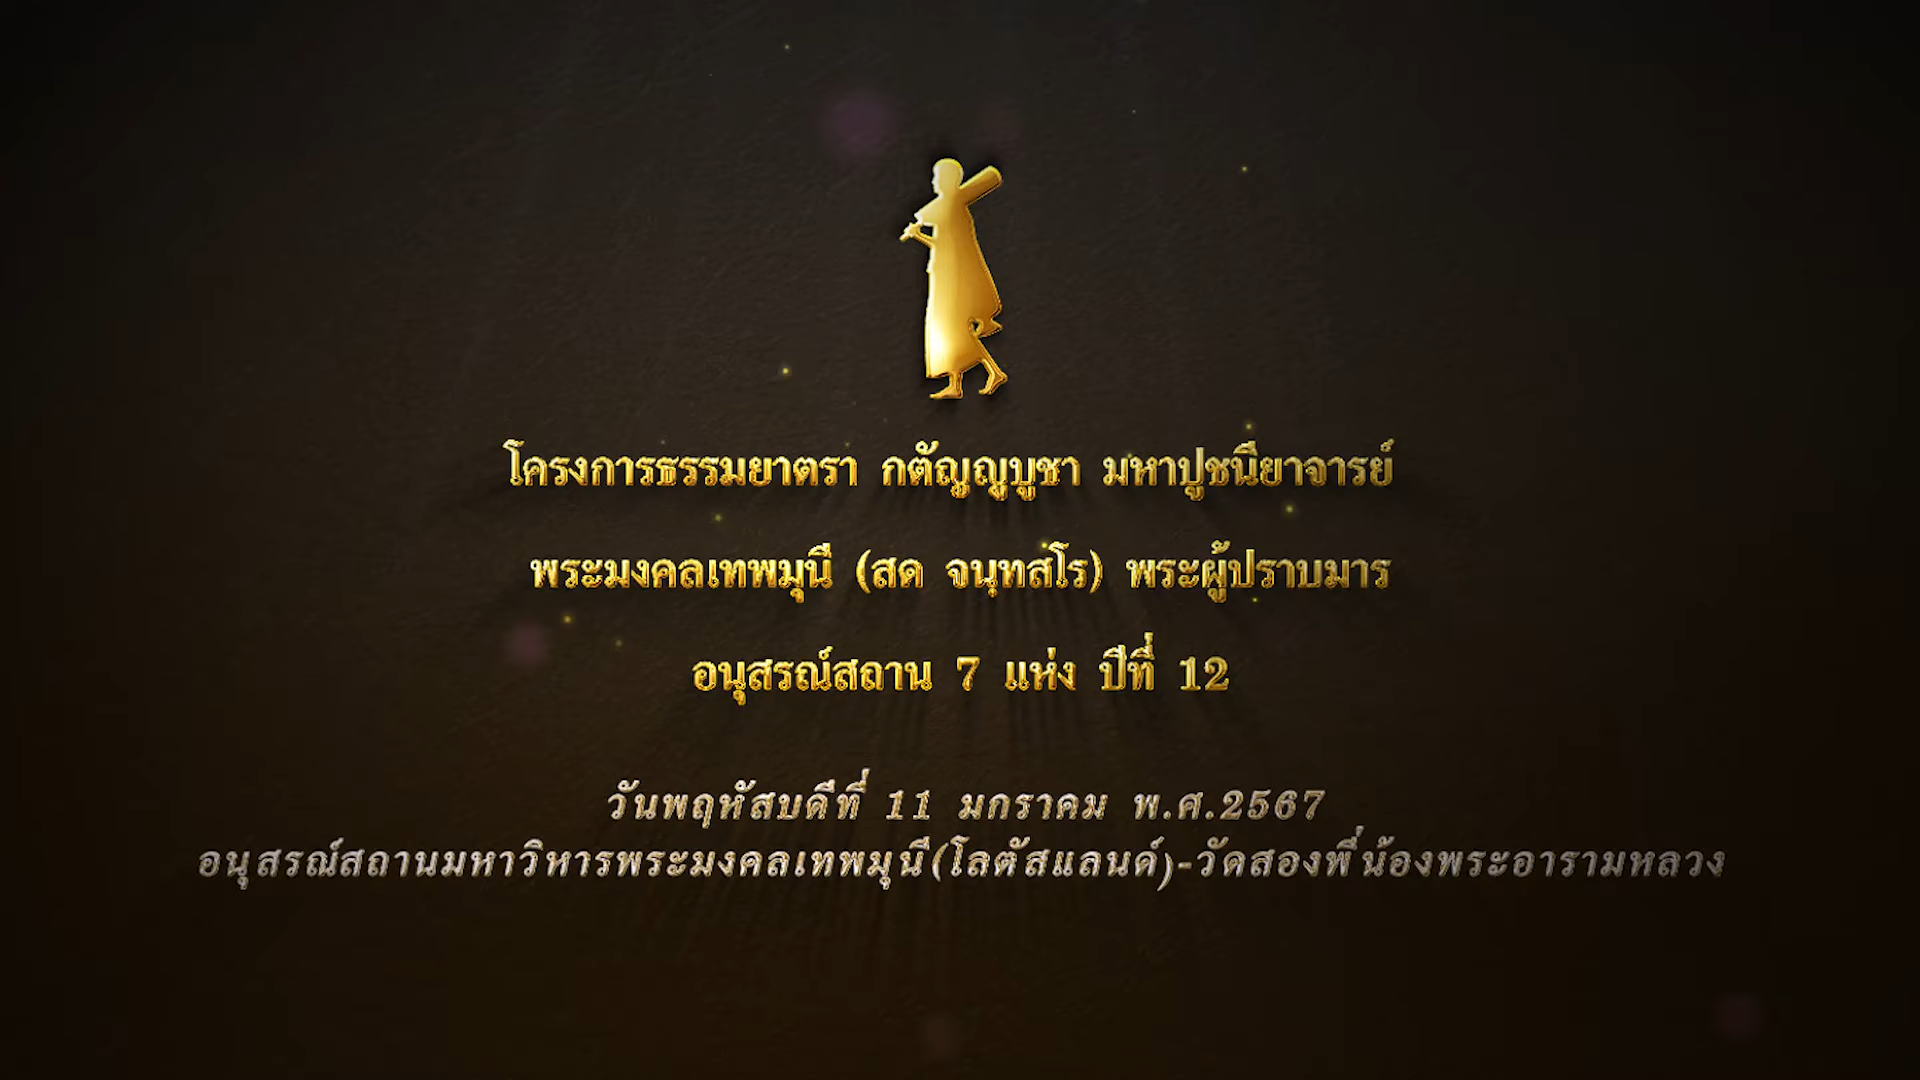 โครงการธรรมยาตรา กตัญญูบูชา มหาปูชนียาจารย์
พระมงคลเทพมุนี (สด จนฺทสโร) พระผู้ปราบมาร
อนุสรณ์สถาน 7 แห่ง ปีที่ 12
วันพฤหัสบดีที่ 11 มกราคม พ.ศ.2567
อนุสรณ์สถานมหาวิหารพระมงคลเทพมุนี(โลตัสแลนด์)-วัดสองพี่น้องพระอารามหลวง